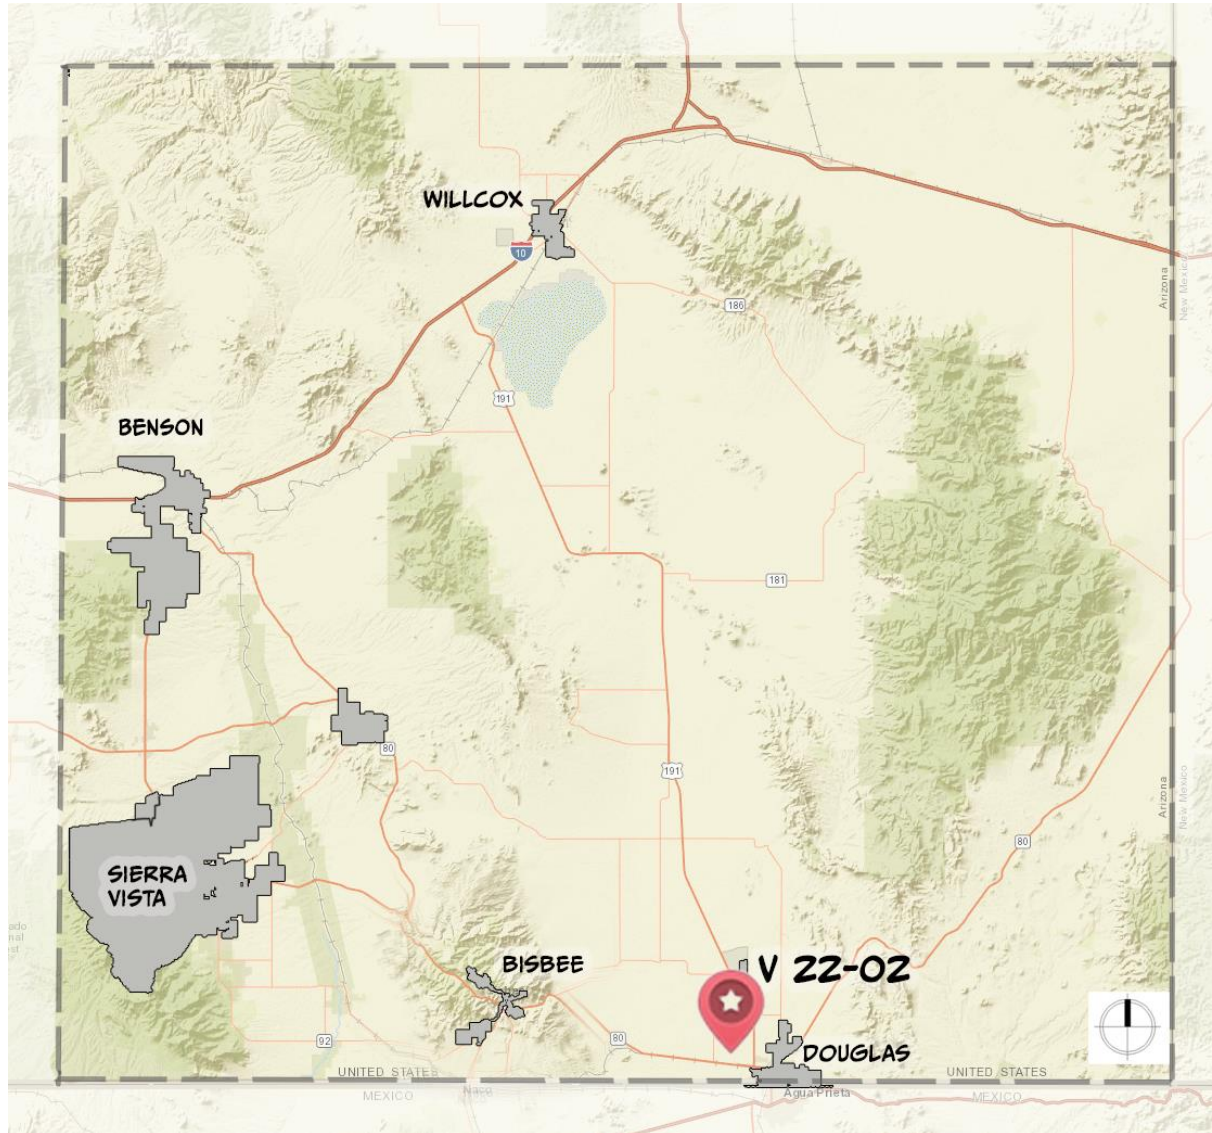 WILLCOX
10
186
Arizona
New Mexico
191
BENSON
181
80
191
Arizona
New Mexico
80
SIERRA
VISTA
BISBEE
V 22-02
92
80
DOUGLAS
UNITED STATES
UNITED STATES
MEXICO
Naco
Agua Prieta
MEXICO